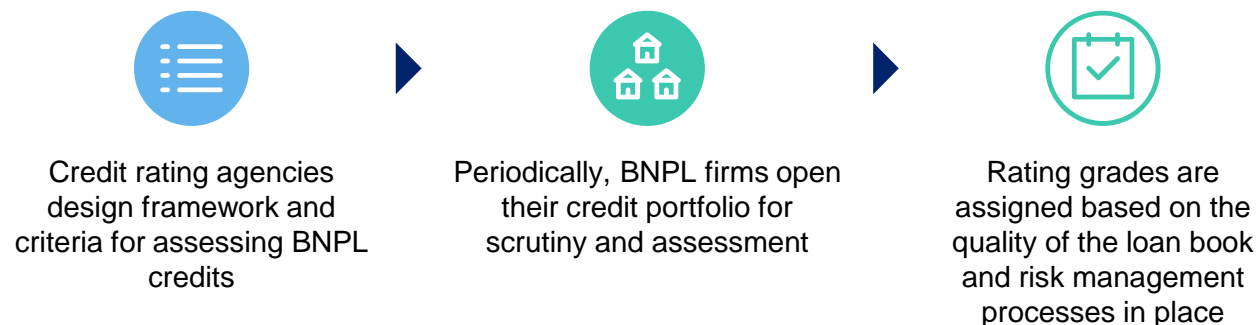 Credit rating agencies
design framework and
criteria for assessing BNPL
credits
Periodically, BNPL firms open
their credit portfolio for
scrutiny and assessment
Rating grades are
assigned based on the
quality of the loan book
and risk management
processes in place